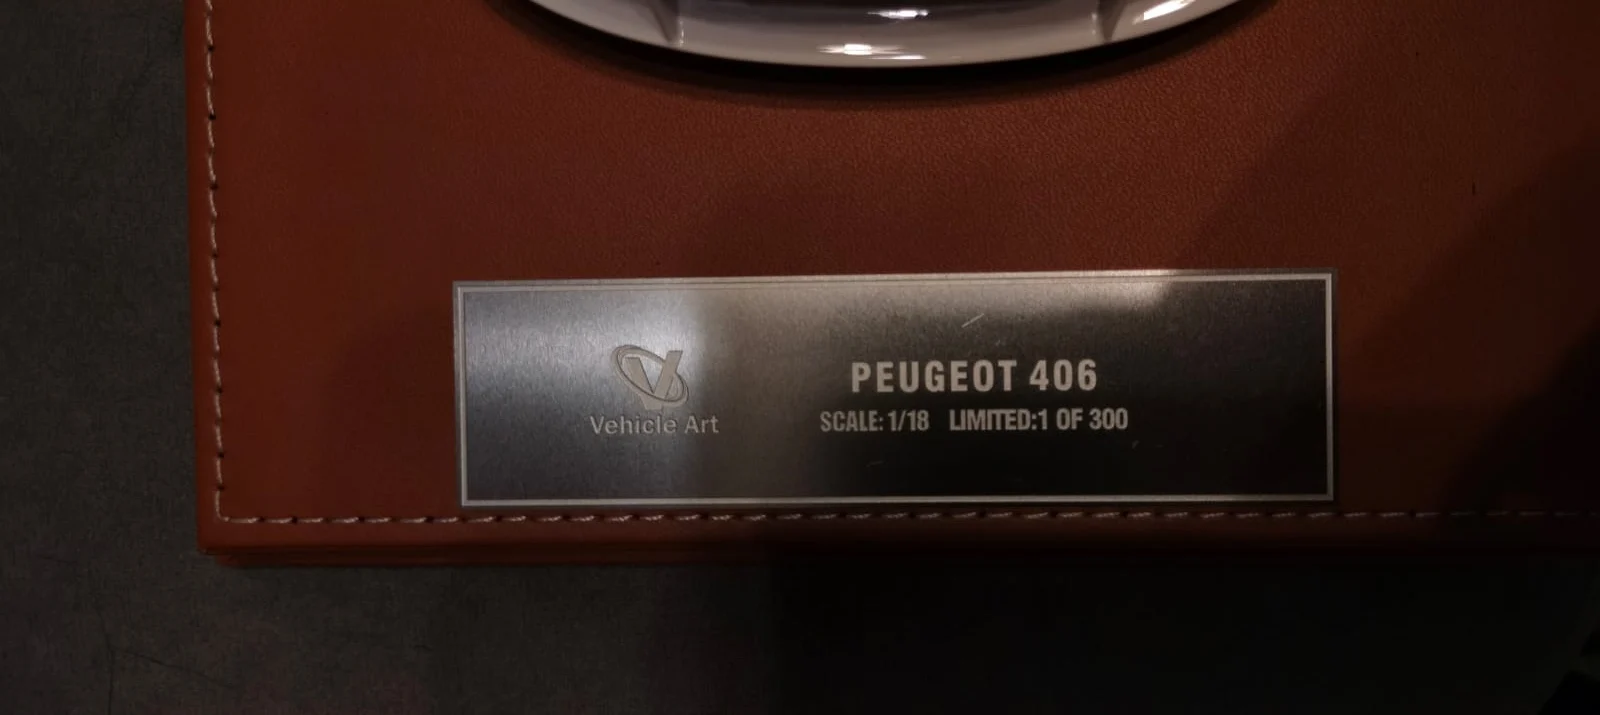 Vehicle Art
PEUGEOT 406
SCALE: 1/18 LIMITED:1 OF 300